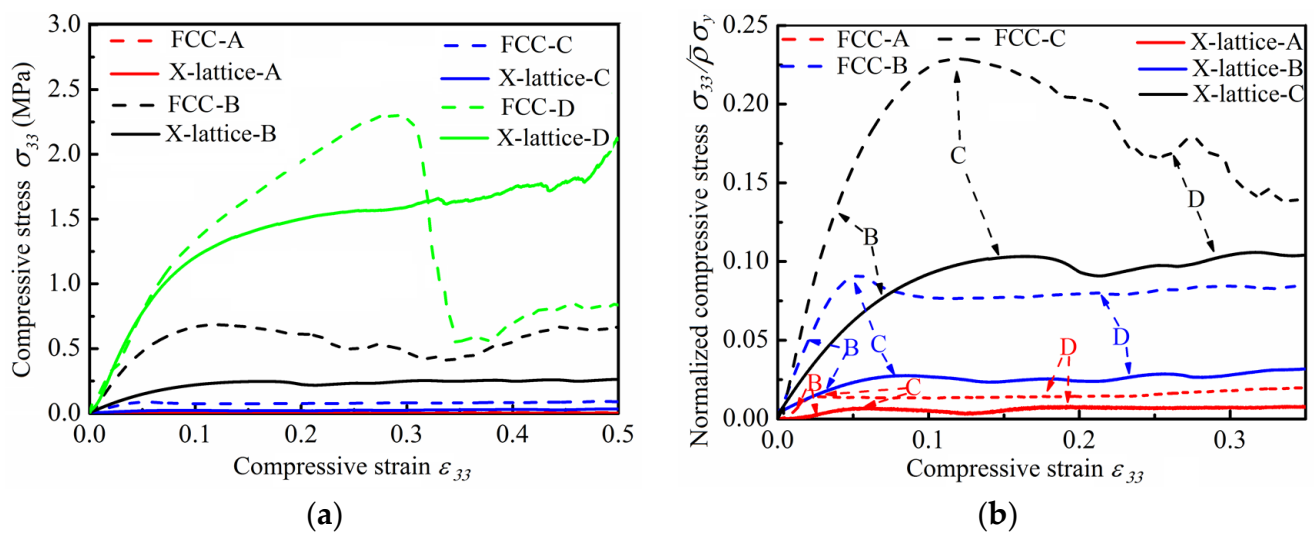 3.0
2.5
2.0
1.5
1.0
0.5
0.0
Compressive stress σ₃₃ (MPa)
FCC-A
X-lattice-A
FCC-B
X-lattice-B
FCC-C
X-lattice-C
FCC-D
X-lattice-D
0.0 0.1 0.2 0.3 0.4 0.5
Compressive strain ε₃₃
(a)
0.25
0.20
0.15
0.10
0.05
0.00
Normalized compressive stress σ₃₃/ρ̄ σy
FCC-A
FCC-B
FCC-C
X-lattice-A
X-lattice-B
X-lattice-C
C
D
B
B
C
D
B
C
D
0.0 0.1 0.2 0.3
Compressive strain ε₃₃
(b)